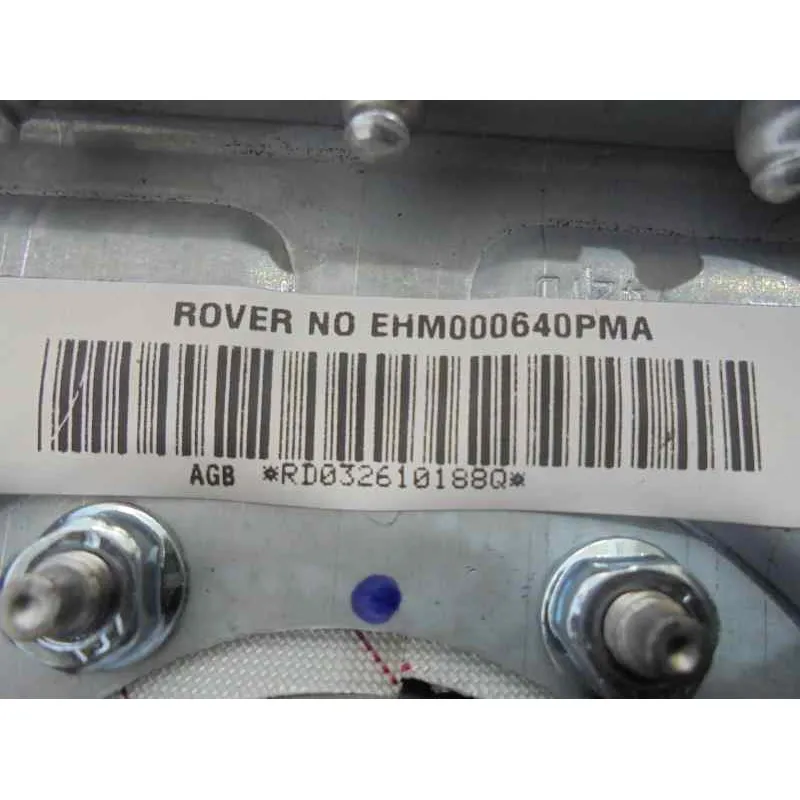 ROVER NO EHM000640PMA
AGB *RD032610188Q*